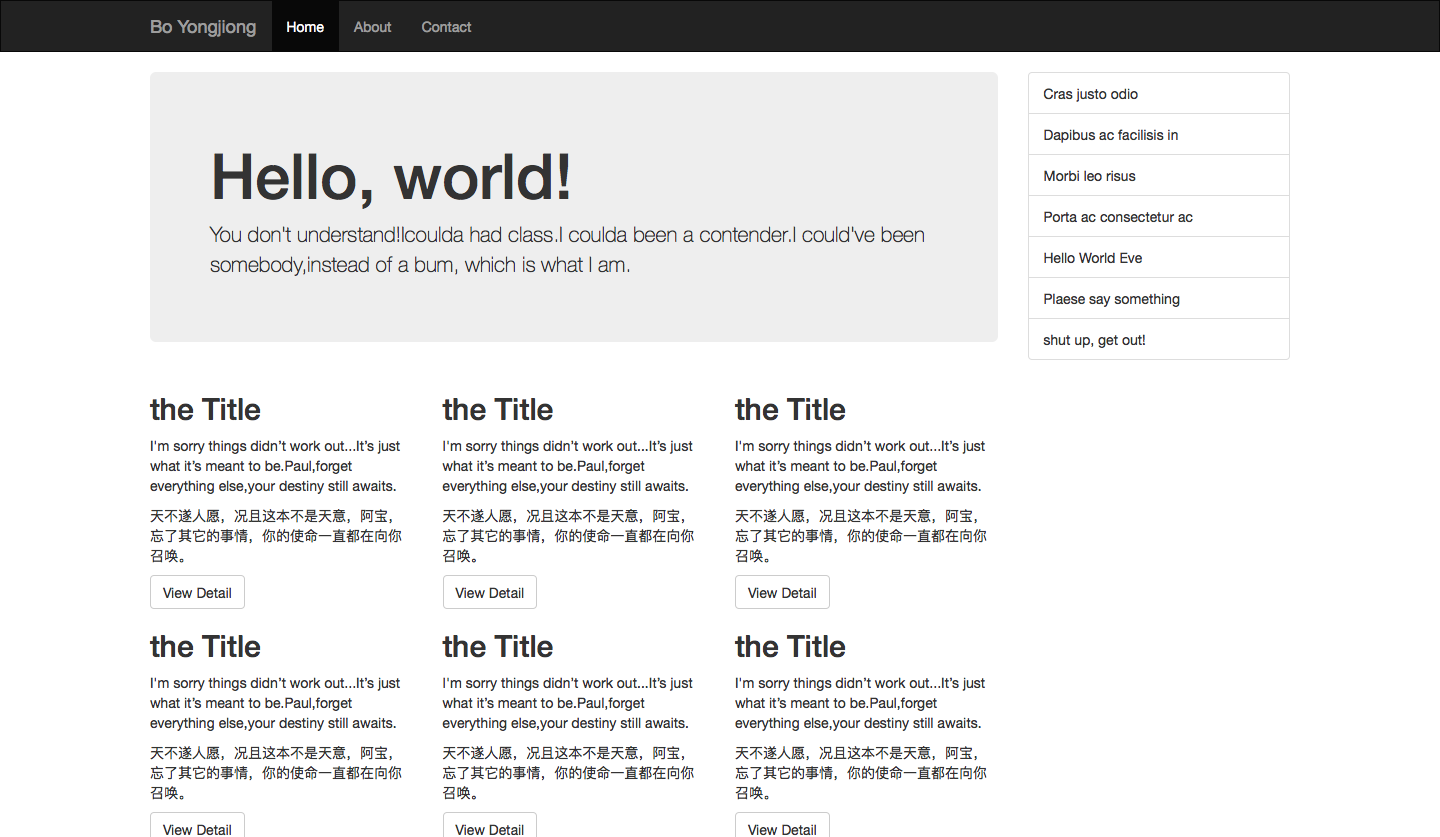 Bo Yongjiong Home About Contact
Hello, world!
You don't understand!Icoulda had class.I coulda been a contender.I could've been
somebody,instead of a bum, which is what I am.
Cras justo odio
Dapibus ac facilisis in
Morbi leo risus
Porta ac consectetur ac
Hello World Eve
Plaese say something
shut up, get out!
the Title
I'm sorry things didn’t work out...It’s just
what it’s meant to be.Paul,forget
everything else,your destiny still awaits.
天不遂人愿，况且这本不是天意，阿宝，
忘了其它的事情，你的使命一直都在向你
召唤。
View Detail
the Title
I'm sorry things didn’t work out...It’s just
what it’s meant to be.Paul,forget
everything else,your destiny still awaits.
天不遂人愿，况且这本不是天意，阿宝，
忘了其它的事情，你的使命一直都在向你
召唤。
View Detail
the Title
I'm sorry things didn’t work out...It’s just
what it’s meant to be.Paul,forget
everything else,your destiny still awaits.
天不遂人愿，况且这本不是天意，阿宝，
忘了其它的事情，你的使命一直都在向你
召唤。
View Detail
the Title
I'm sorry things didn’t work out...It’s just
what it’s meant to be.Paul,forget
everything else,your destiny still awaits.
天不遂人愿，况且这本不是天意，阿宝，
忘了其它的事情，你的使命一直都在向你
召唤。
View Detail
the Title
I'm sorry things didn’t work out...It’s just
what it’s meant to be.Paul,forget
everything else,your destiny still awaits.
天不遂人愿，况且这本不是天意，阿宝，
忘了其它的事情，你的使命一直都在向你
召唤。
View Detail
the Title
I'm sorry things didn’t work out...It’s just
what it’s meant to be.Paul,forget
everything else,your destiny still awaits.
天不遂人愿，况且这本不是天意，阿宝，
忘了其它的事情，你的使命一直都在向你
召唤。
View Detail